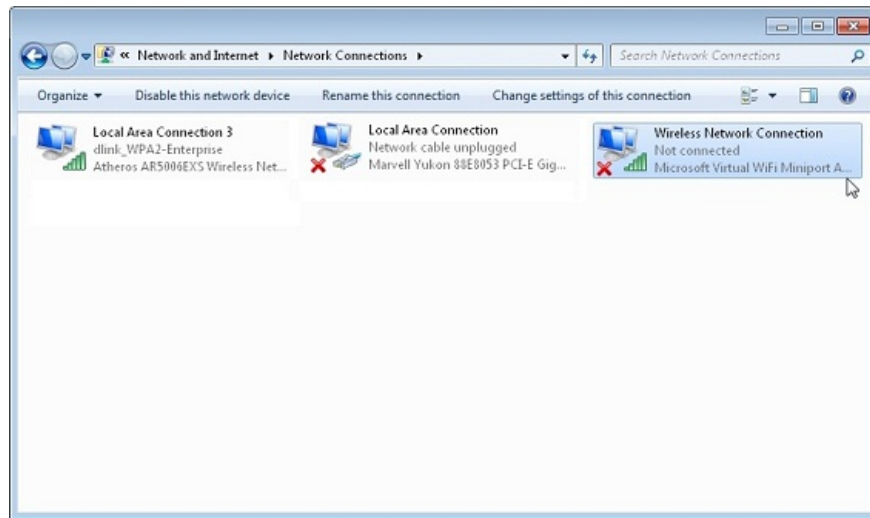 « Network and Internet ▸ Network Connections ▸
Search Network Connections
Organize ▾ Disable this network device Rename this connection Change settings of this connection
Local Area Connection 3
dlink_WPA2-Enterprise
Atheros AR5006EXS Wireless Net...
Local Area Connection
Network cable unplugged
Marvell Yukon 88E8053 PCI-E Gig...
Wireless Network Connection
Not connected
Microsoft Virtual WiFi Miniport A...